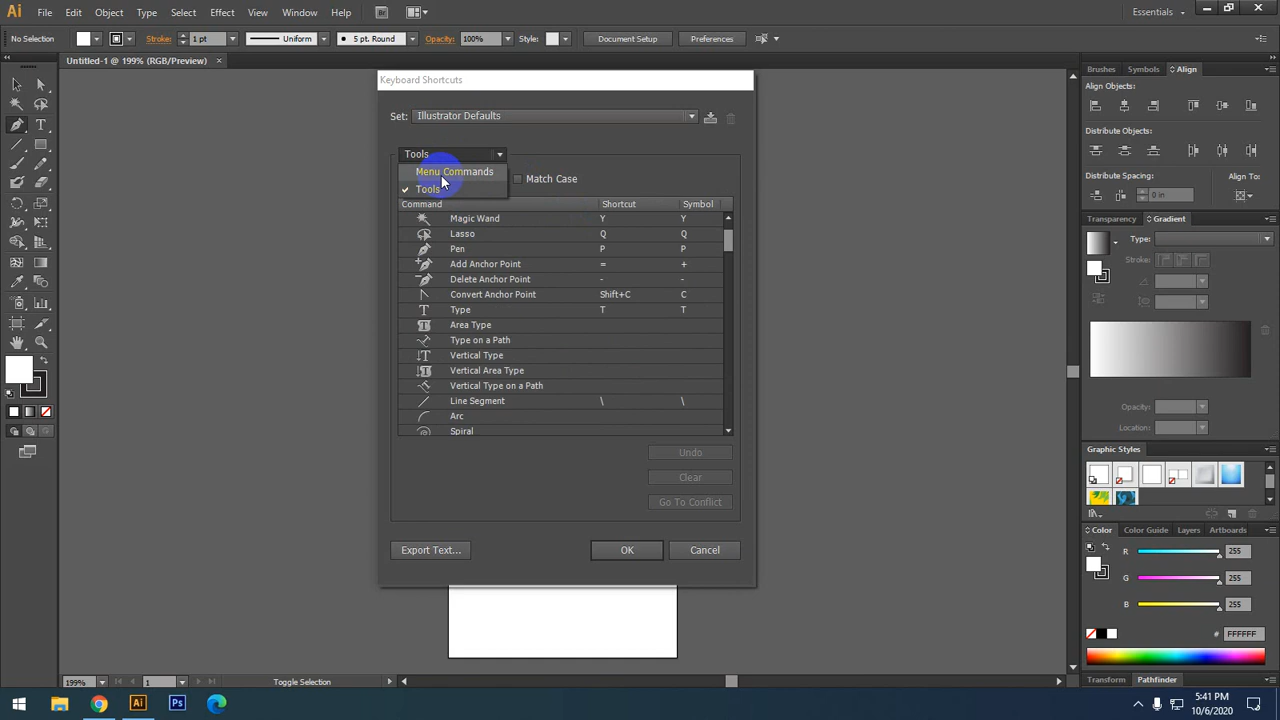 Ai File Edit Object Type Select Effect View Window Help Br Essentials
No Selection Stroke: 1 pt Uniform 5 pt. Round Opacity: 100% Style: Document Setup Preferences
Untitled-1 @ 199% (RGB/Preview) ×
Keyboard Shortcuts
Set: Illustrator Defaults
Tools
Menu Commands
Tools
Match Case
Command Shortcut Symbol
Magic Wand Y Y
Lasso Q Q
Pen P P
Add Anchor Point = +
Delete Anchor Point - -
Convert Anchor Point Shift+C C
Type T T
Area Type
Type on a Path
Vertical Type
Vertical Area Type
Vertical Type on a Path
Line Segment \ \
Arc
Spiral
Undo
Clear
Go To Conflict
Export Text... OK Cancel
Brushes Symbols Align
Align Objects:
Distribute Objects:
Distribute Spacing: Align To:
0 in
Transparency Gradient
Type:
Stroke:
Opacity:
Location:
Graphic Styles
Color Color Guide Layers Artboards
R 255
G 255
B 255
# FFFFFF
Transform Pathfinder
199% 1 Toggle Selection
Ai Ps
5:41 PM
10/6/2020